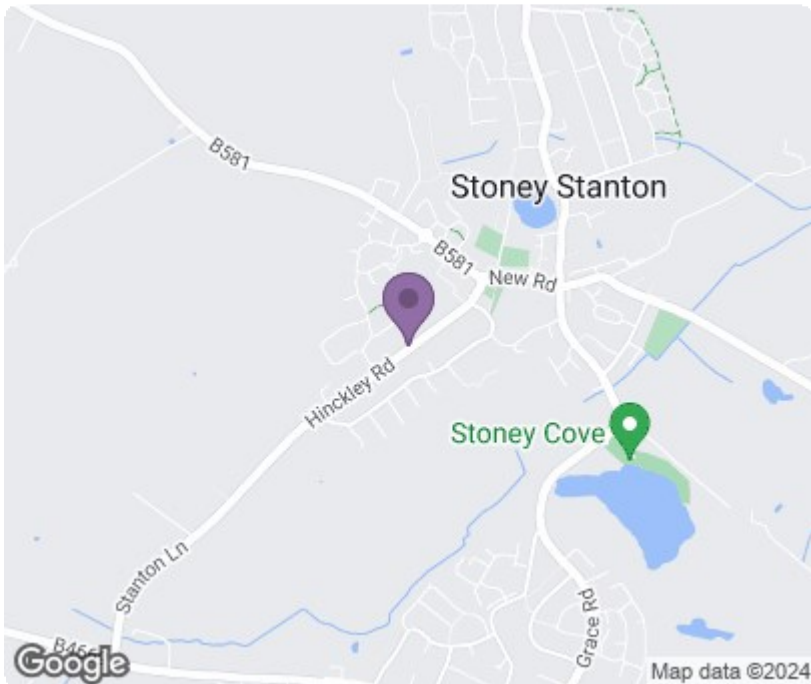 B581
Stoney Stanton
B581
New Rd
Hinckley Rd
Stoney Cove
Stanton Ln
Grace Rd
Google
Map data ©2024